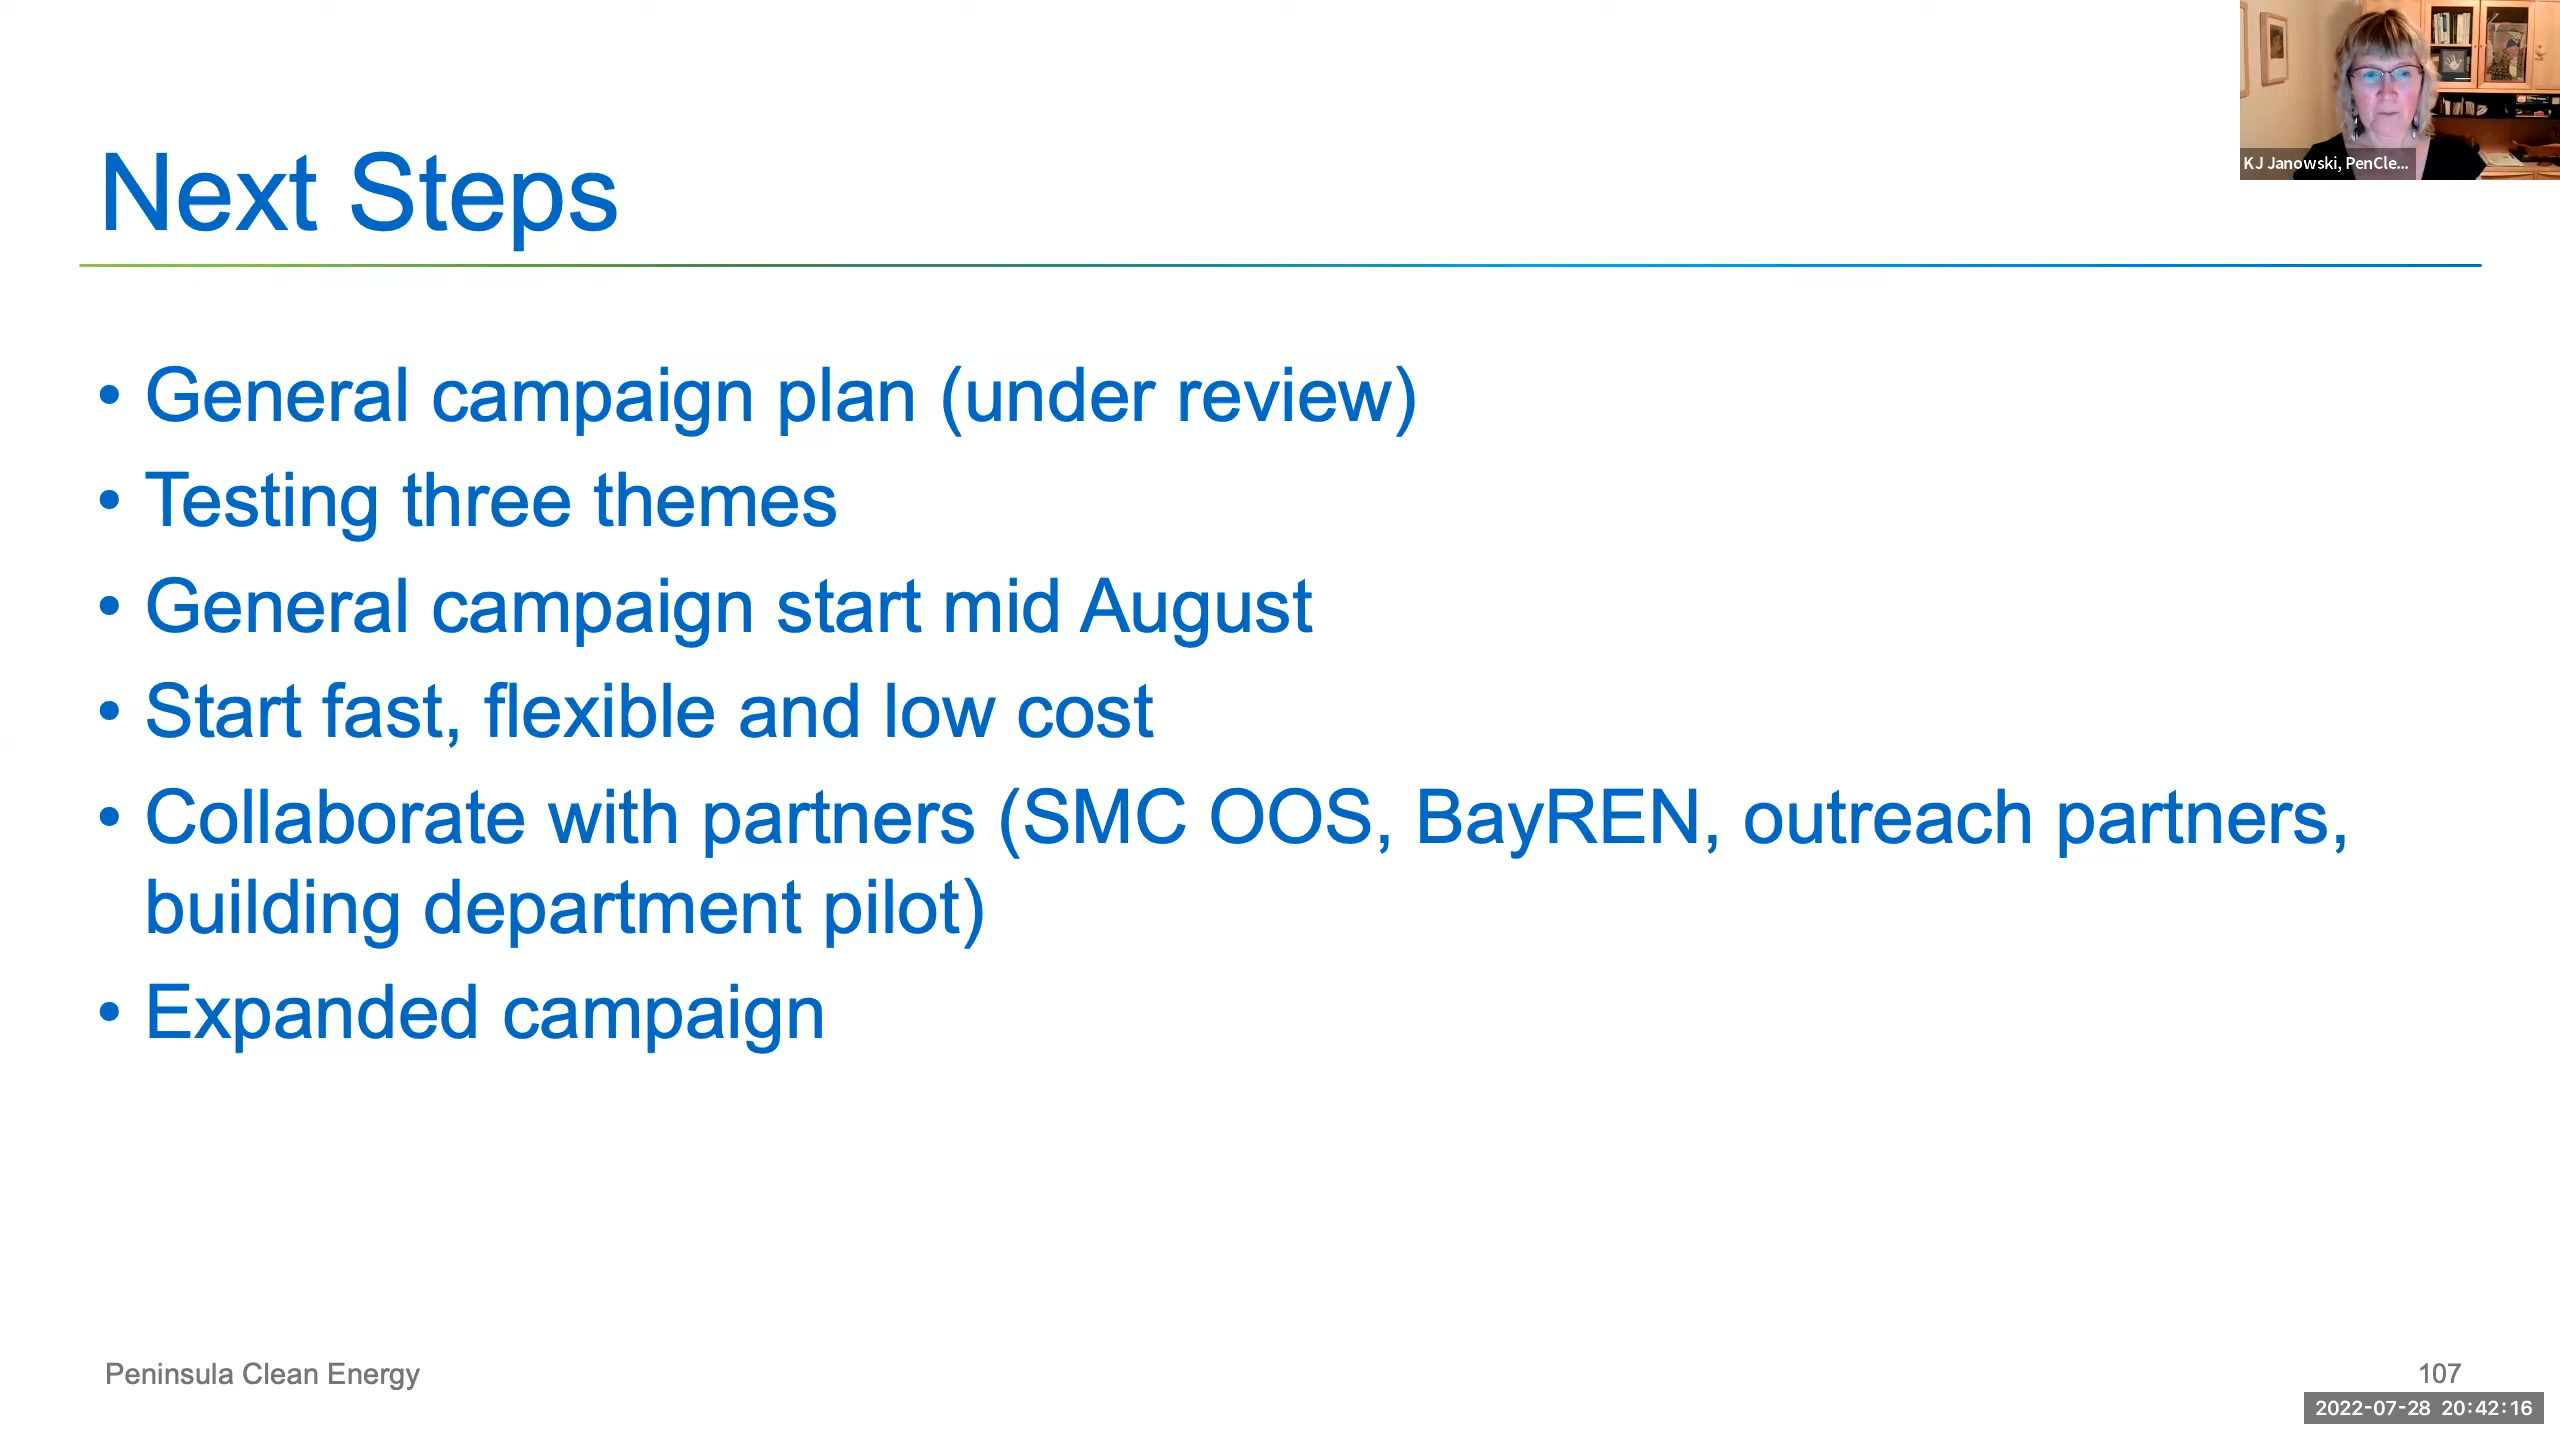 KJ Janowski, PenCle...
Next Steps
• General campaign plan (under review)
• Testing three themes
• General campaign start mid August
• Start fast, flexible and low cost
• Collaborate with partners (SMC OOS, BayREN, outreach partners,
building department pilot)
• Expanded campaign
Peninsula Clean Energy
107
2022-07-28 20:42:16